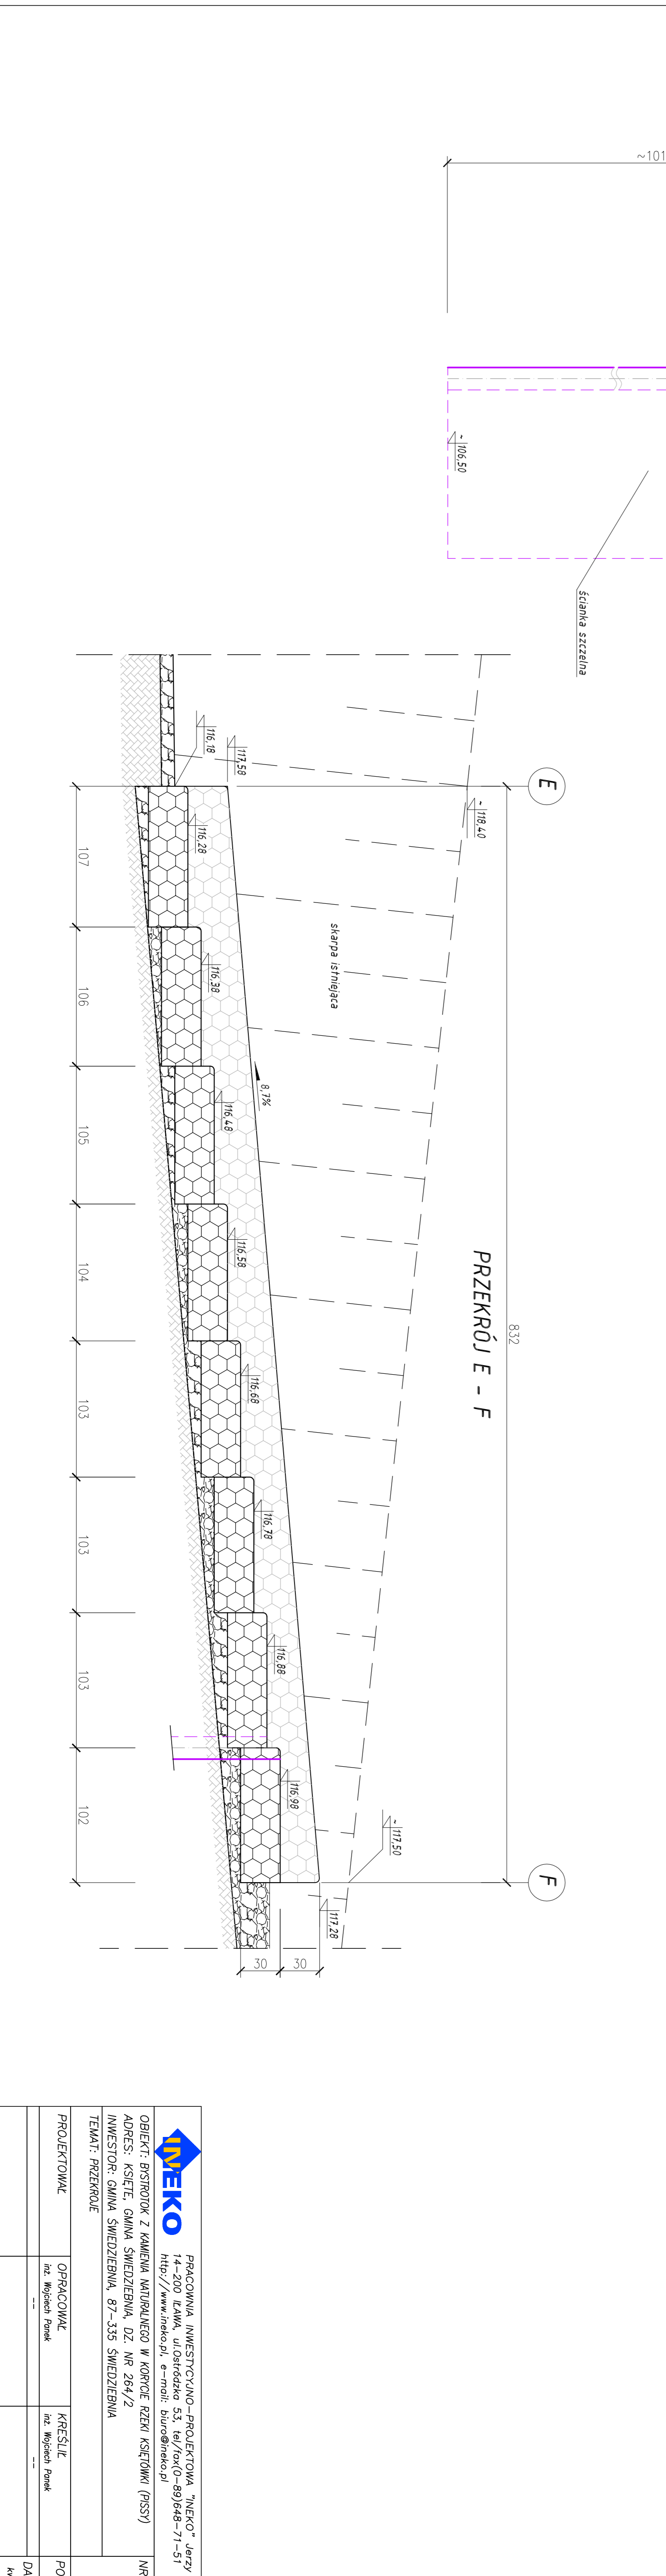 ~101
~
106,50
ścianka szczelna
E
F
832
PRZEKRÓJ E - F
~
118,40
117,58
116,18
116,28
116,38
116,48
116,58
116,68
116,78
116,88
116,98
skarpa istniejąca
8,7%
~
117,50
117,28
107
106
105
104
103
103
103
102
30
30
INEKO
PRACOWNIA INWESTYCYJNO-PROJEKTOWA "INEKO" Jerzy
14-200 IŁAWA, ul.Ostródzka 53, tel/fax(0-89)648-71-51
http://www.ineko.pl, e-mail: biuro@ineko.pl
OBIEKT: BYSTROTOK Z KAMIENIA NATURALNEGO W KORYCIE RZEKI KSIĘTÓWKI (PISSY)
ADRES: KSIĘTE, GMINA ŚWIEDZIEBNIA, DZ. NR 264/2
INWESTOR: GMINA ŚWIEDZIEBNIA, 87-335 ŚWIEDZIEBNIA
TEMAT: PRZEKROJE
NR
PROJEKTOWAŁ
OPRACOWAŁ
inż. Wojciech Panek
KREŚLIŁ
inż. Wojciech Panek
PO
--
--
DA
kw